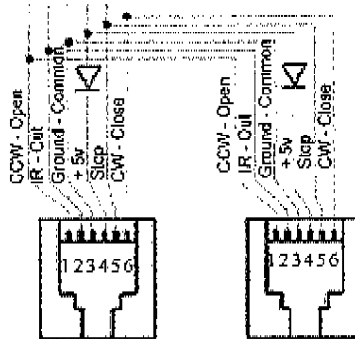 CCW - Open
IR - Out
Ground - Common
+ 5v
Stop
CW - Close
CCW - Open
IR - Out
Ground - Common
+ 5v
Stop
CW - Close
123456
123456